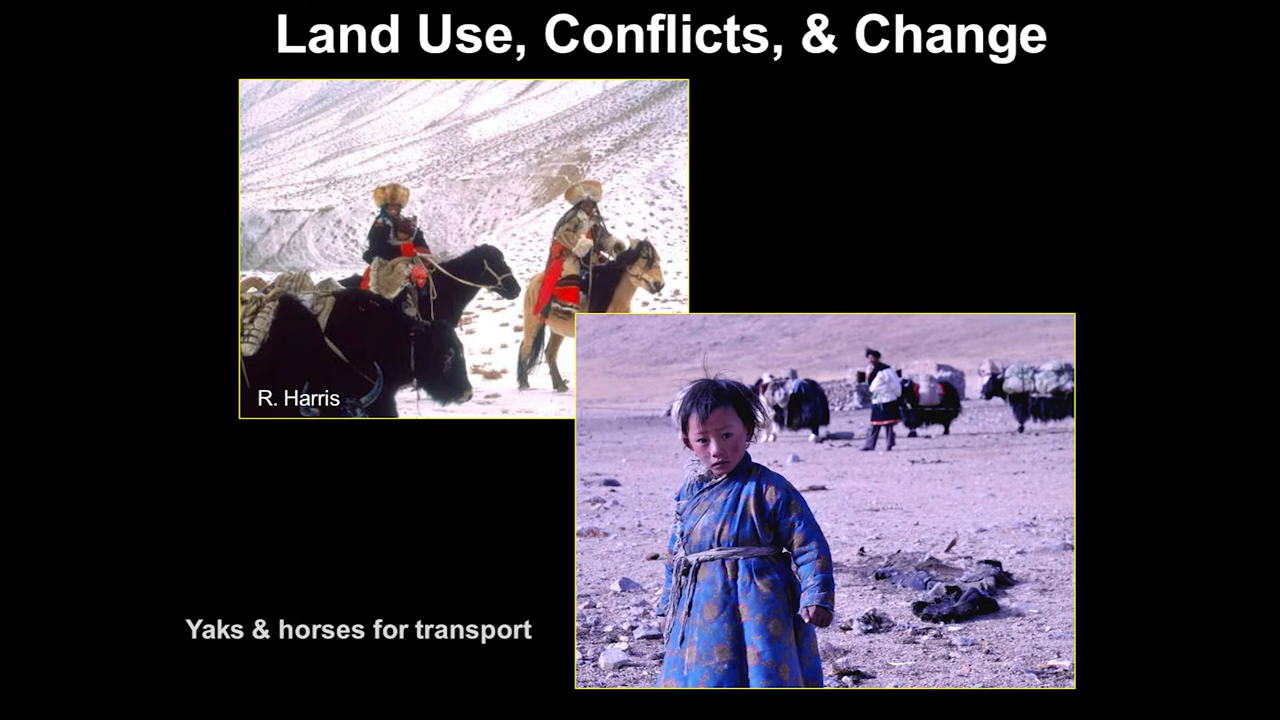 Land Use, Conflicts, & Change
R. Harris
Yaks & horses for transport